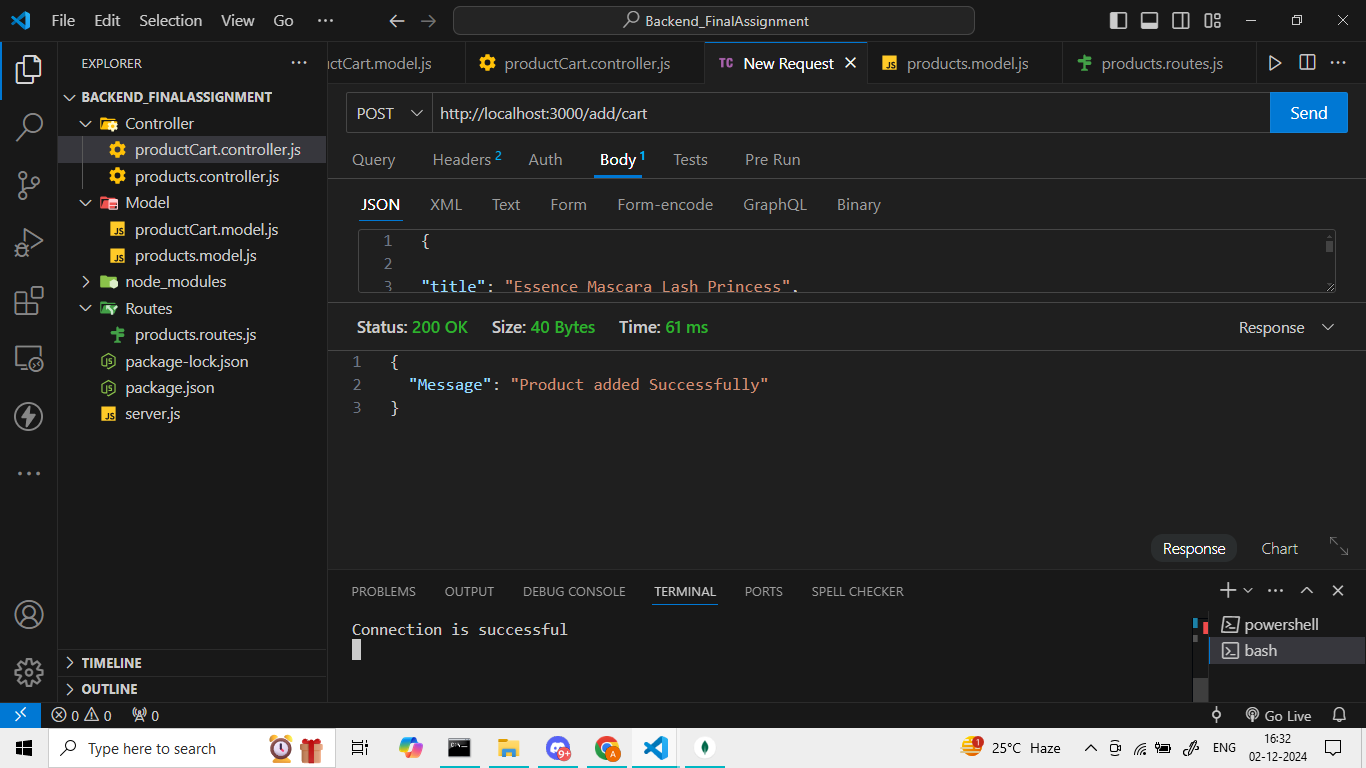 File Edit Selection View Go ··· Backend_FinalAssignment
EXPLORER ···
BACKEND_FINALASSIGNMENT
Controller
productCart.controller.js
products.controller.js
Model
productCart.model.js
products.model.js
node_modules
Routes
products.routes.js
package-lock.json
package.json
server.js
TIMELINE
OUTLINE
uctCart.model.js productCart.controller.js TC New Request JS products.model.js products.routes.js
POST http://localhost:3000/add/cart Send
Query Headers 2 Auth Body 1 Tests Pre Run
JSON XML Text Form Form-encode GraphQL Binary
1 {
2
3 "title": "Essence Mascara Lash Princess",
Status: 200 OK Size: 40 Bytes Time: 61 ms Response
1 {
2 "Message": "Product added Successfully"
3 }
Response Chart
PROBLEMS OUTPUT DEBUG CONSOLE TERMINAL PORTS SPELL CHECKER
Connection is successful
powershell
bash
0 0 0 Go Live
Type here to search 9+ A 1 25°C Haze ENG 16:32
02-12-2024